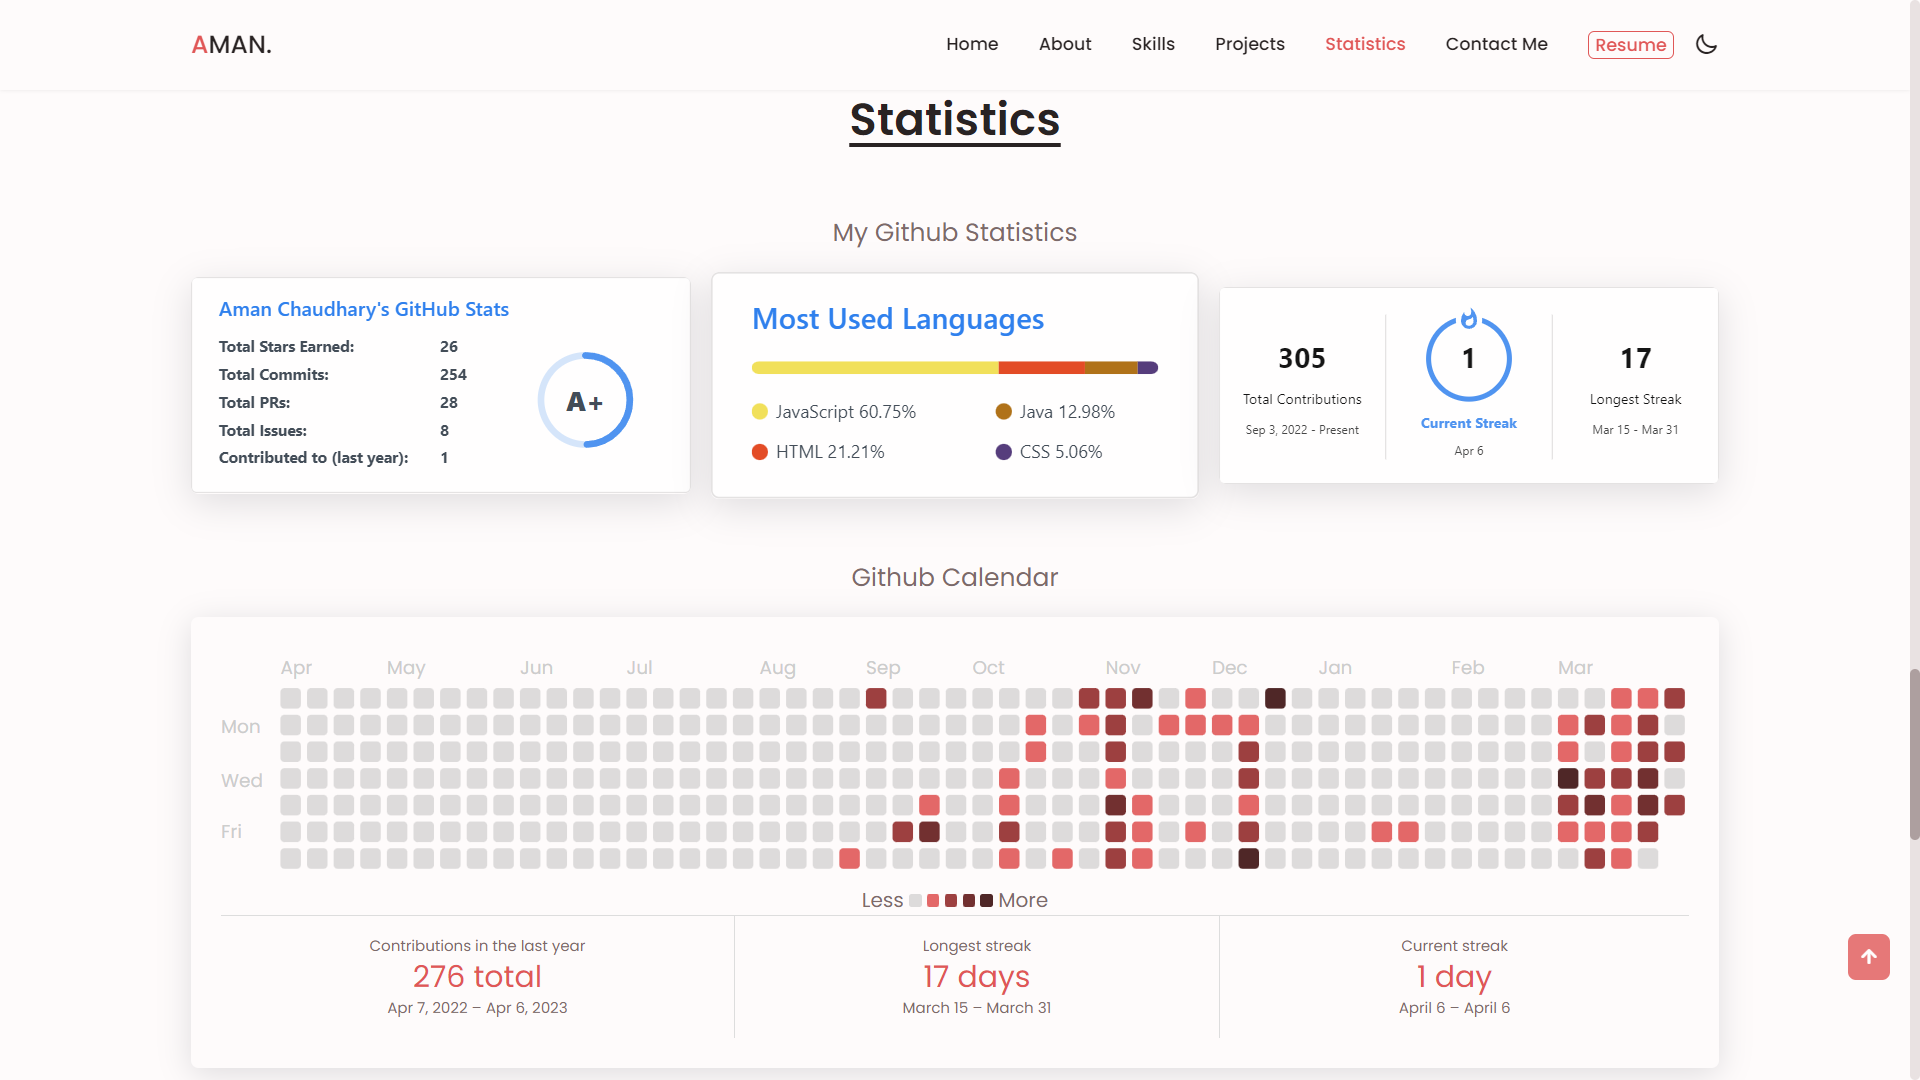 AMAN.
Home About Skills Projects Statistics Contact Me Resume
Statistics
My Github Statistics
Aman Chaudhary's GitHub Stats
Total Stars Earned: 26
Total Commits: 254
Total PRs: 28
Total Issues: 8
Contributed to (last year): 1
A+
Most Used Languages
JavaScript 60.75%
Java 12.98%
HTML 21.21%
CSS 5.06%
305
Total Contributions
Sep 3, 2022 - Present
1
Current Streak
Apr 6
17
Longest Streak
Mar 15 - Mar 31
Github Calendar
Apr May Jun Jul Aug Sep Oct Nov Dec Jan Feb Mar
Mon
Wed
Fri
Less More
Contributions in the last year
276 total
Apr 7, 2022 – Apr 6, 2023
Longest streak
17 days
March 15 – March 31
Current streak
1 day
April 6 – April 6